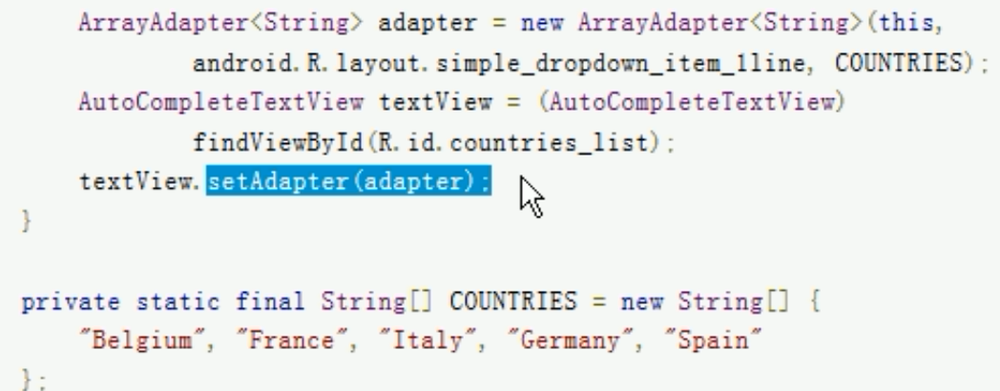 ArrayAdapter<String> adapter = new ArrayAdapter<String>(this,
android.R.layout.simple_dropdown_item_1line, COUNTRIES);
AutoCompleteTextView textView = (AutoCompleteTextView)
findViewById(R.id.countries_list);
textView.setAdapter(adapter);
}
private static final String[] COUNTRIES = new String[] {
"Belgium", "France", "Italy", "Germany", "Spain"
};